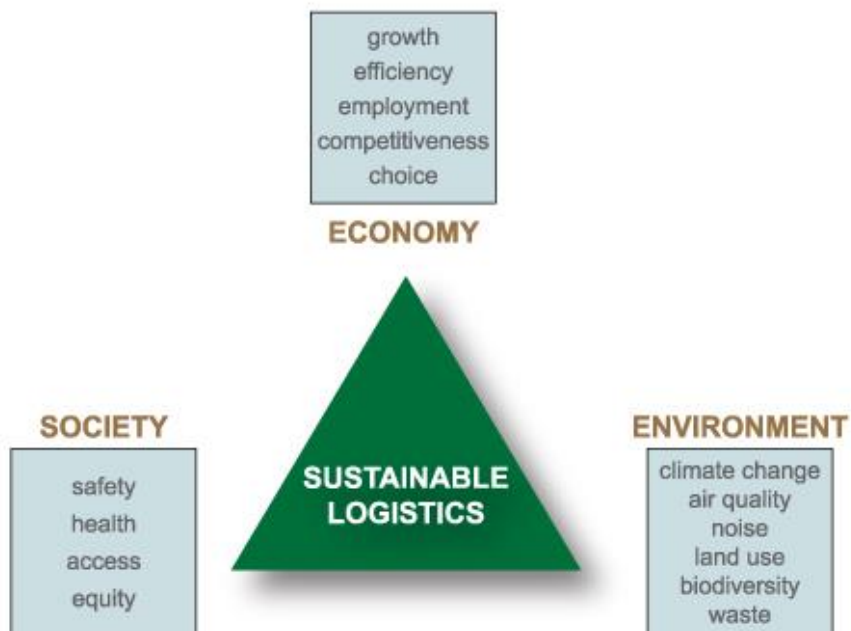 growth
efficiency
employment
competitiveness
choice
ECONOMY
SOCIETY
safety
health
access
equity
SUSTAINABLE
LOGISTICS
ENVIRONMENT
climate change
air quality
noise
land use
biodiversity
waste